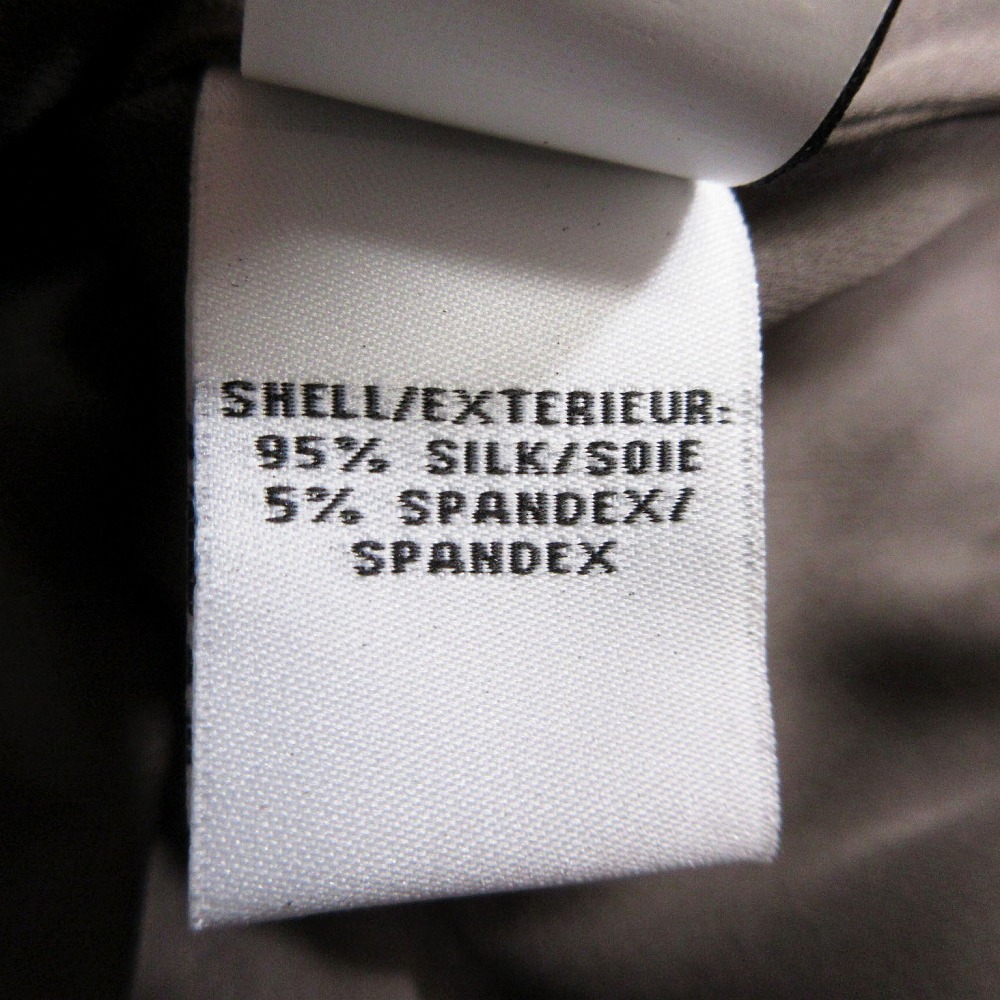 SHELL/EXTERIEUR:
95% SILK/SOIE
5% SPANDEX/
SPANDEX